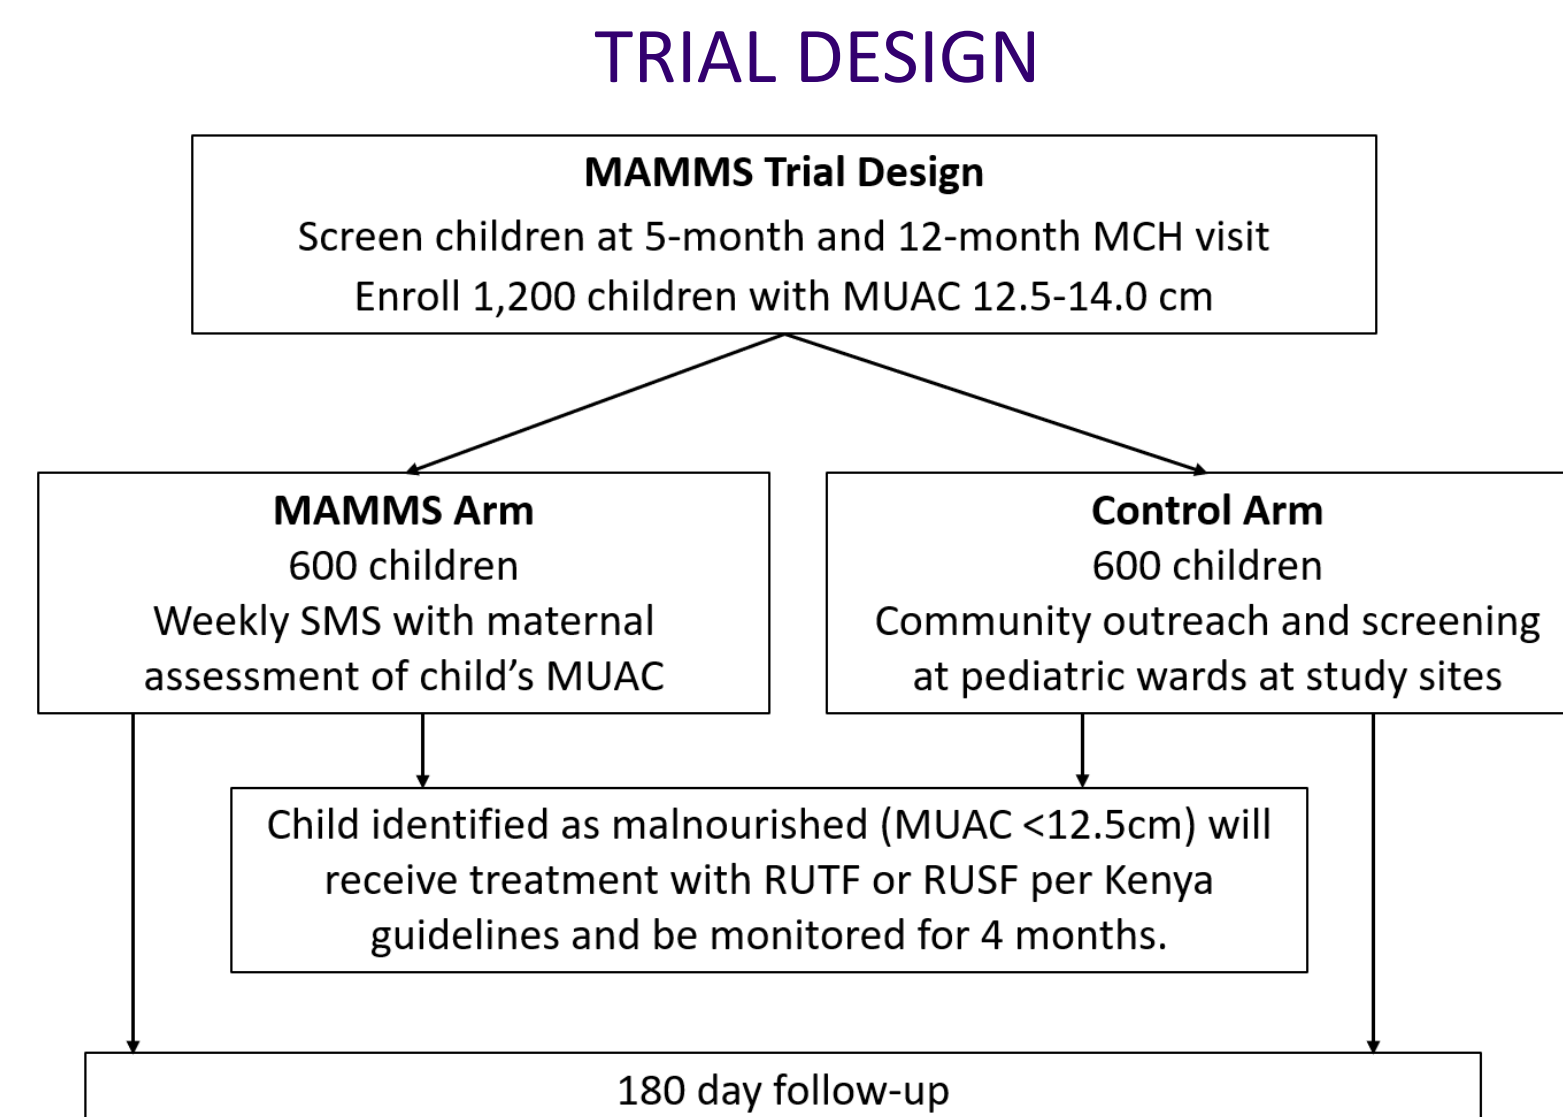 TRIAL DESIGN
MAMMS Trial Design
Screen children at 5-month and 12-month MCH visit
Enroll 1,200 children with MUAC 12.5-14.0 cm
MAMMS Arm
600 children
Weekly SMS with maternal
assessment of child’s MUAC
Control Arm
600 children
Community outreach and screening
at pediatric wards at study sites
Child identified as malnourished (MUAC <12.5cm) will
receive treatment with RUTF or RUSF per Kenya
guidelines and be monitored for 4 months.
180 day follow-up